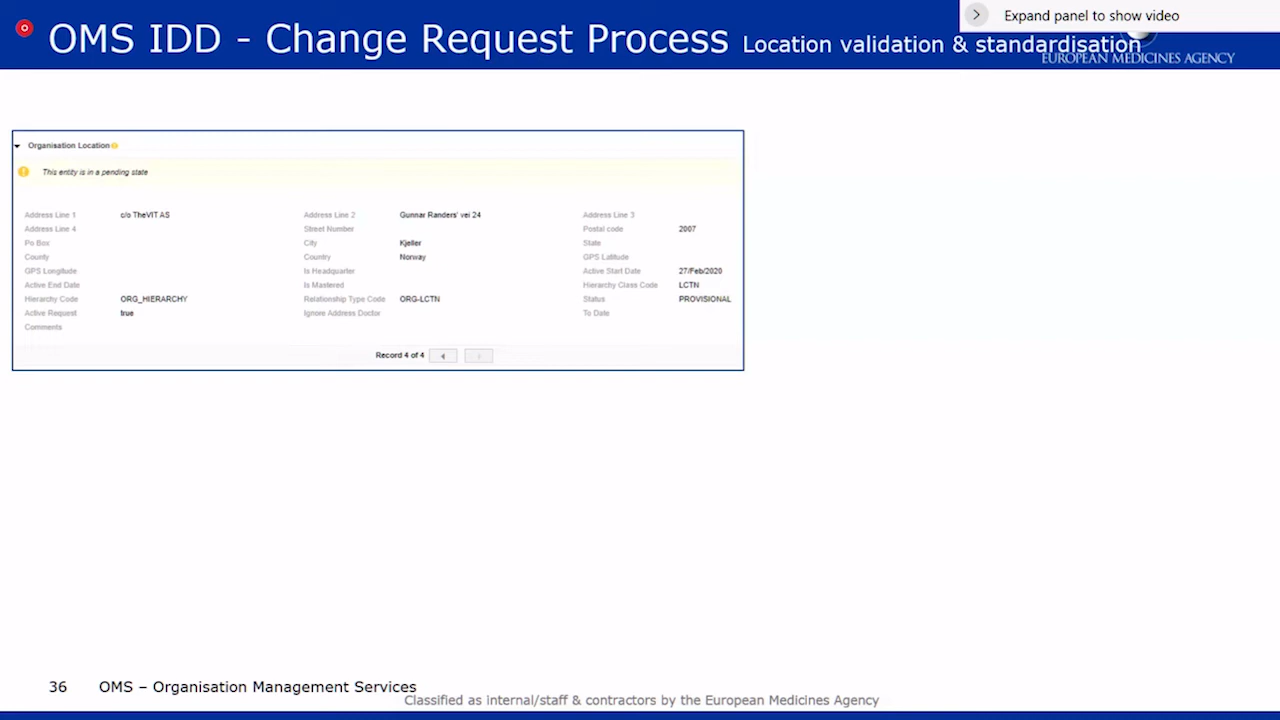 OMS IDD - Change Request Process Location validation & standardisation
Expand panel to show video
EUROPEAN MEDICINES AGENCY
Organisation Location
This entity is in a pending state
Address Line 1 c/o TheVIT AS Address Line 2 Gunnar Randers' vei 24 Address Line 3
Address Line 4 Street Number Postal code 2007
Po Box City Kjeller State
County Country Norway GPS Latitude
GPS Longitude Is Headquarter Active Start Date 27/Feb/2020
Active End Date Is Mastered Hierarchy Class Code LCTN
Hierarchy Code ORG_HIERARCHY Relationship Type Code ORG-LCTN Status PROVISIONAL
Active Request true Ignore Address Doctor To Date
Comments
Record 4 of 4
36 OMS – Organisation Management Services
Classified as internal/staff & contractors by the European Medicines Agency